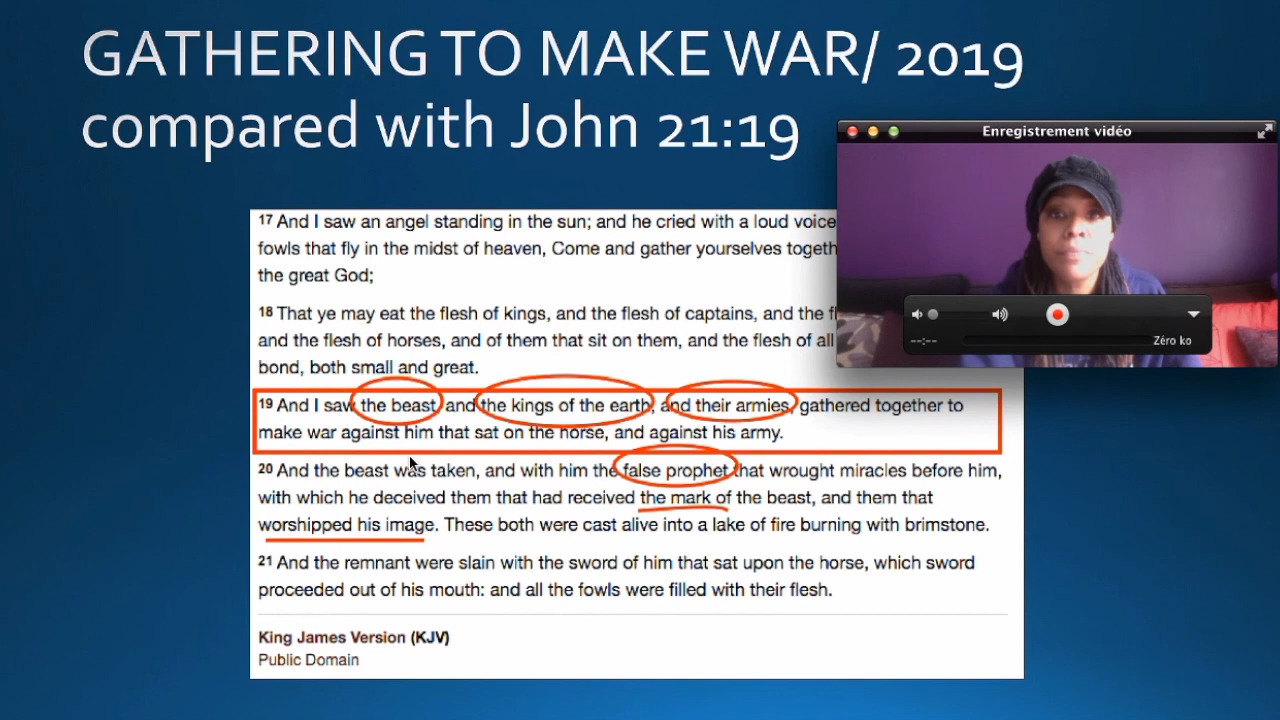 GATHERING TO MAKE WAR/ 2019
compared with John 21:19
Enregistrement vidéo
--:--
Zéro ko
17 And I saw an angel standing in the sun; and he cried with a loud voice
fowls that fly in the midst of heaven, Come and gather yourselves togeth
the great God;
18 That ye may eat the flesh of kings, and the flesh of captains, and the fl
and the flesh of horses, and of them that sit on them, and the flesh of all
bond, both small and great.
19 And I saw the beast, and the kings of the earth, and their armies, gathered together to
make war against him that sat on the horse, and against his army.
20 And the beast was taken, and with him the false prophet that wrought miracles before him,
with which he deceived them that had received the mark of the beast, and them that
worshipped his image. These both were cast alive into a lake of fire burning with brimstone.
21 And the remnant were slain with the sword of him that sat upon the horse, which sword
proceeded out of his mouth: and all the fowls were filled with their flesh.
King James Version (KJV)
Public Domain